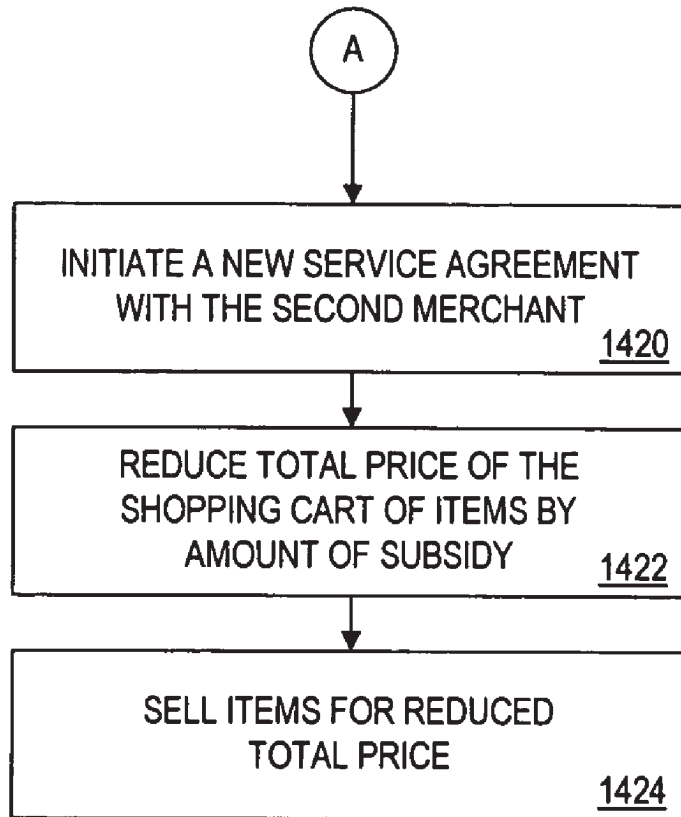 A
INITIATE A NEW SERVICE AGREEMENT
WITH THE SECOND MERCHANT
1420
REDUCE TOTAL PRICE OF THE
SHOPPING CART OF ITEMS BY
AMOUNT OF SUBSIDY
1422
SELL ITEMS FOR REDUCED
TOTAL PRICE
1424